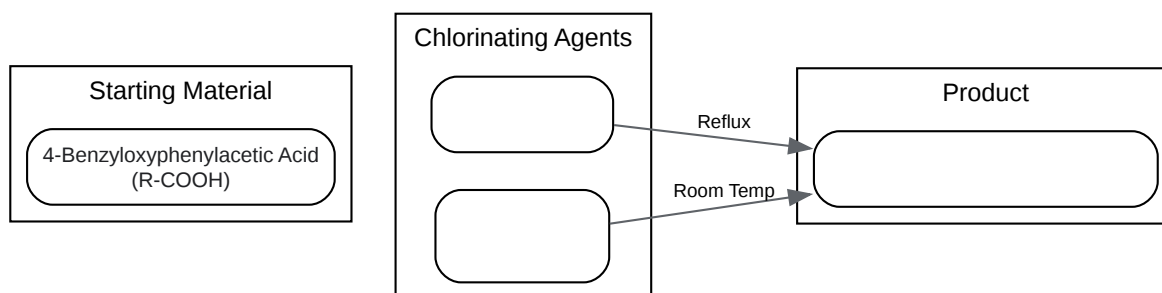 Starting Material
4-Benzyloxyphenylacetic Acid
(R-COOH)
Chlorinating Agents
Reflux
Room Temp
Product